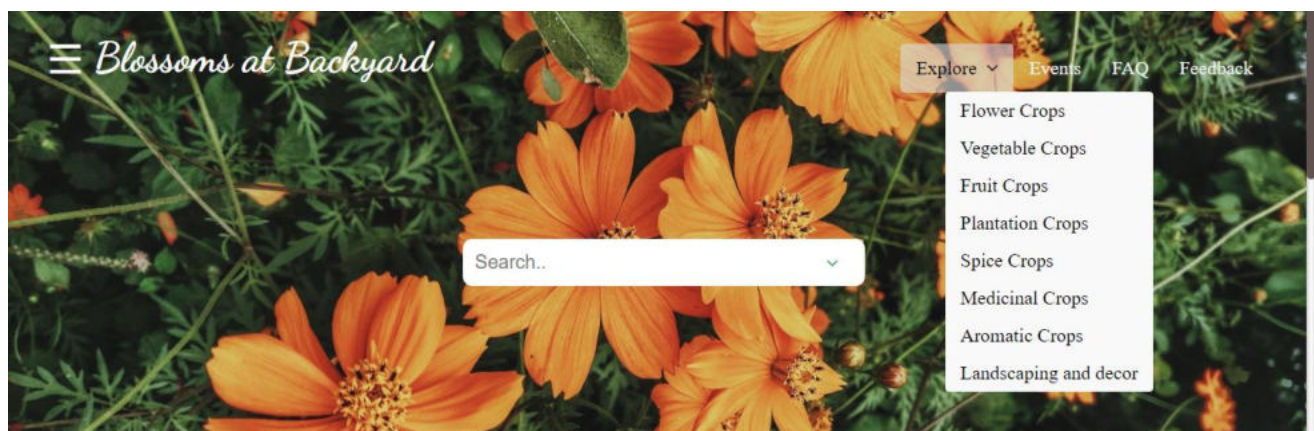 Blossoms at Backyard
Explore
Events
FAQ
Feedback
Flower Crops
Vegetable Crops
Fruit Crops
Plantation Crops
Spice Crops
Medicinal Crops
Aromatic Crops
Landscaping and decor
Search..